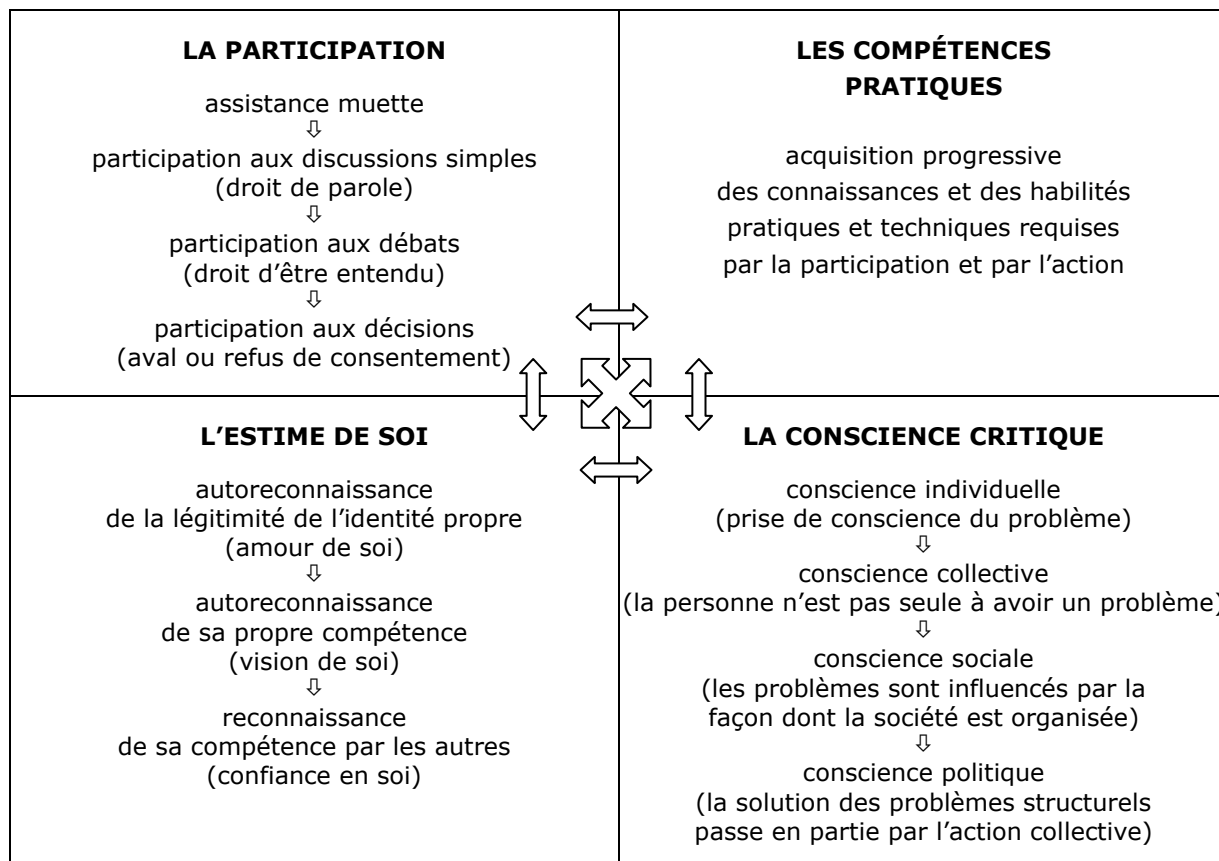 LA PARTICIPATION
assistance muette
⇩
participation aux discussions simples
(droit de parole)
⇩
participation aux débats
(droit d’être entendu)
⇩
participation aux décisions
(aval ou refus de consentement)
LES COMPÉTENCES
PRATIQUES
acquisition progressive
des connaissances et des habilités
pratiques et techniques requises
par la participation et par l’action
L’ESTIME DE SOI
autoreconnaissance
de la légitimité de l’identité propre
(amour de soi)
⇩
autoreconnaissance
de sa propre compétence
(vision de soi)
⇩
reconnaissance
de sa compétence par les autres
(confiance en soi)
LA CONSCIENCE CRITIQUE
conscience individuelle
(prise de conscience du problème)
⇩
conscience collective
(la personne n’est pas seule à avoir un problème)
⇩
conscience sociale
(les problèmes sont influencés par la
façon dont la société est organisée)
⇩
conscience politique
(la solution des problèmes structurels
passe en partie par l’action collective)